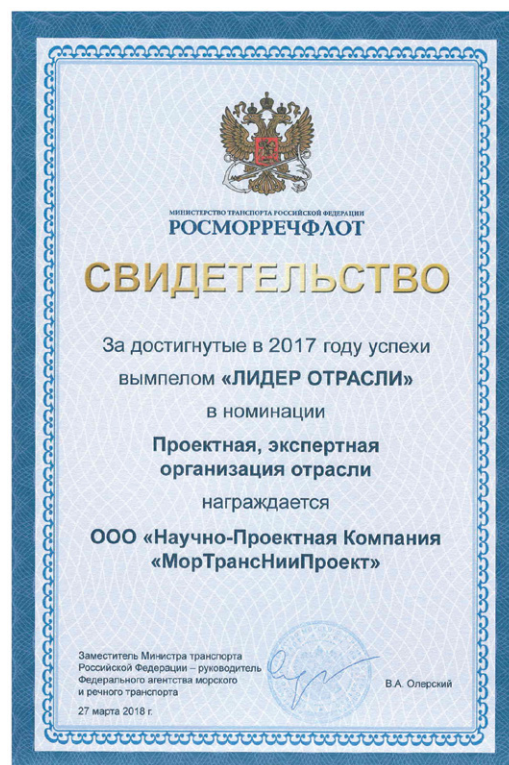 МИНИСТЕРСТВО ТРАНСПОРТА РОССИЙСКОЙ ФЕДЕРАЦИИ
РОСМОРРЕЧФЛОТ
СВИДЕТЕЛЬСТВО
За достигнутые в 2017 году успехи
вымпелом «ЛИДЕР ОТРАСЛИ»
в номинации
Проектная, экспертная
организация отрасли
награждается
ООО «Научно-Проектная Компания
«МорТрансНииПроект»
Заместитель Министра транспорта
Российской Федерации – руководитель
Федерального агентства морского
и речного транспорта
В.А. Олерский
27 марта 2018 г.